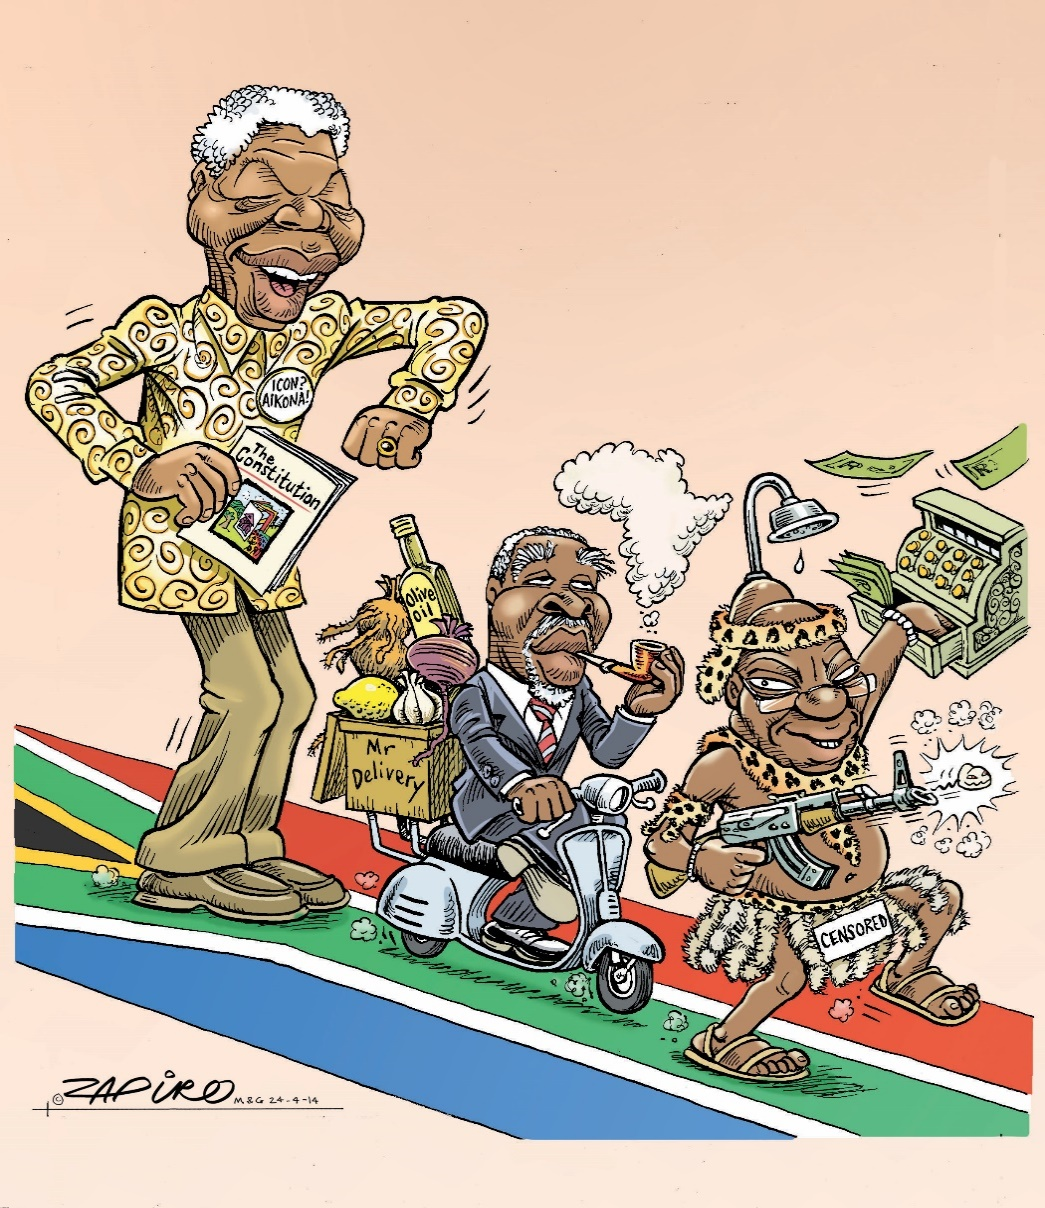 ICON?
AIKONA!
The
Constitution
Olive
oil
Mr
Delivery
R
R
CENSORED
© ZAPIRO M&G 24-4-14